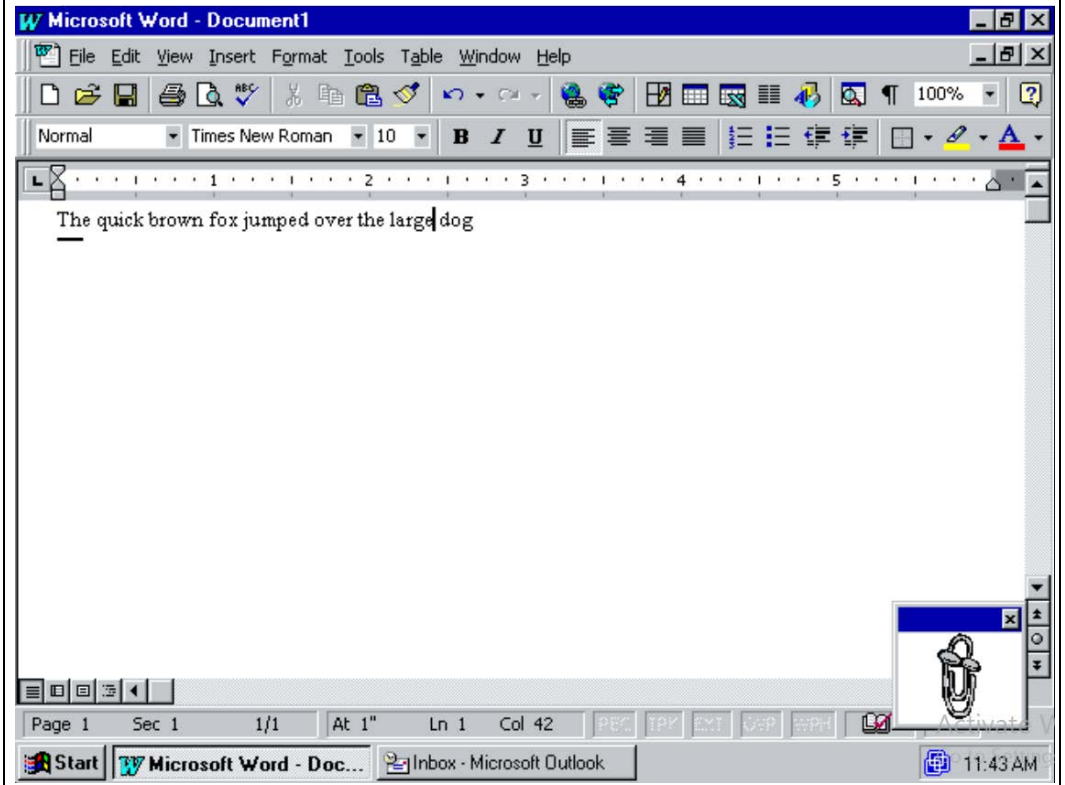 Microsoft Word - Document1
File Edit View Insert Format Tools Table Window Help
ABC 100%
Normal Times New Roman 10 B I U A
1 2 3 4 5
The quick brown fox jumped over the large dog
Page 1 Sec 1 1/1 At 1" Ln 1 Col 42 REC TRK EXT OVR WPH
Activate
Start Microsoft Word - Doc... Inbox - Microsoft Outlook 11:43 AM